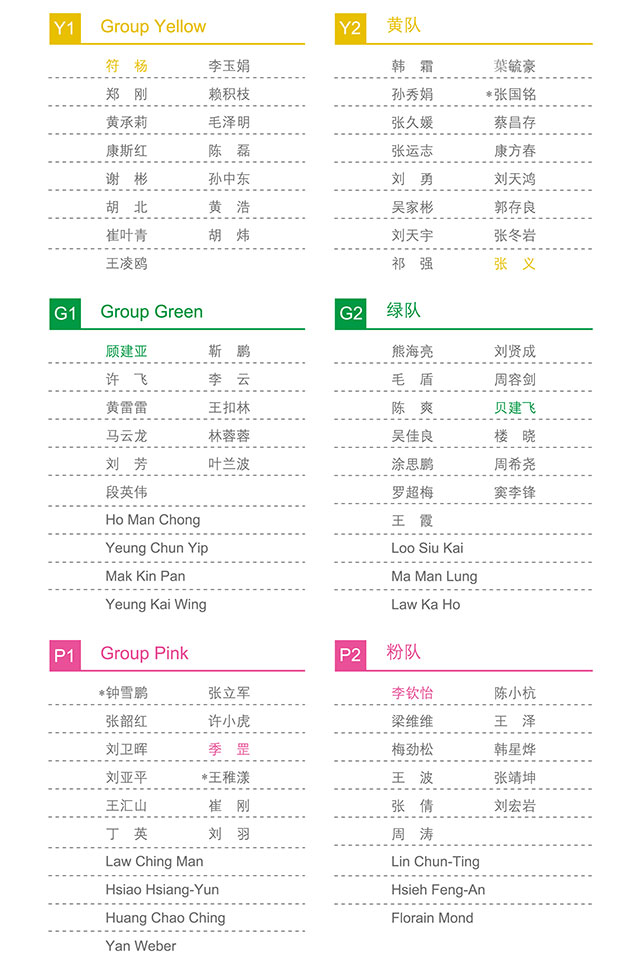 Y1 Group Yellow
符 杨 李玉娟
郑 刚 赖积枝
黄承莉 毛泽明
康斯红 陈 磊
谢 彬 孙中东
胡 北 黄 浩
崔叶青 胡 炜
王凌鸥
Y2 黄队
韩 霜 葉毓豪
孙秀娟 *张国铭
张久媛 蔡昌存
张运志 康方春
刘 勇 刘天鸿
吴家彬 郭存良
刘天宇 张冬岩
祁 强 张 义
G1 Group Green
顾建亚 靳 鹏
许 飞 李 云
黄雷雷 王扣林
马云龙 林蓉蓉
刘 芳 叶兰波
段英伟
Ho Man Chong
Yeung Chun Yip
Mak Kin Pan
Yeung Kai Wing
G2 绿队
熊海亮 刘贤成
毛 盾 周容剑
陈 爽 贝建飞
吴佳良 楼 晓
涂思鹏 周希尧
罗超梅 窦李锋
王 霞
Loo Siu Kai
Ma Man Lung
Law Ka Ho
P1 Group Pink
*钟雪鹏 张立军
张韶红 许小虎
刘卫晖 季 罡
刘亚平 *王稚漾
王汇山 崔 刚
丁 英 刘 羽
Law Ching Man
Hsiao Hsiang-Yun
Huang Chao Ching
Yan Weber
P2 粉队
李钦怡 陈小杭
梁维维 王 泽
梅劲松 韩星烨
王 波 张靖坤
张 倩 刘宏岩
周 涛
Lin Chun-Ting
Hsieh Feng-An
Florain Mond